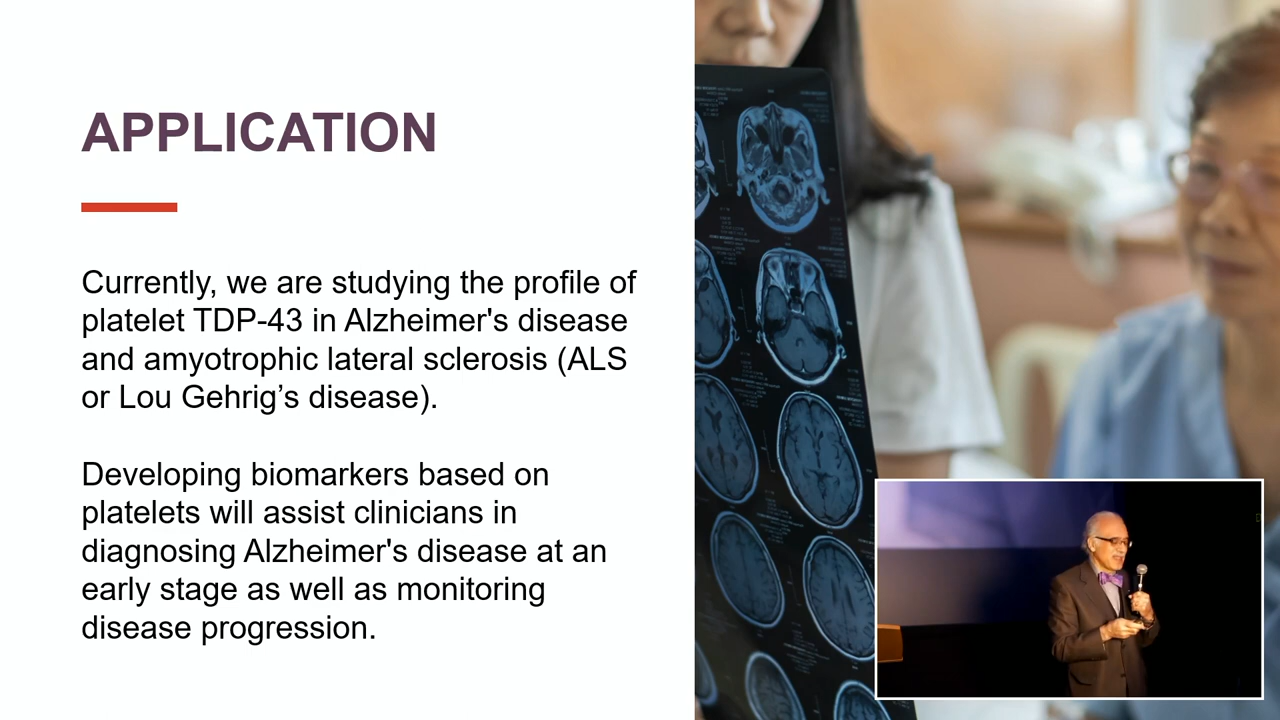 APPLICATION
Currently, we are studying the profile of
platelet TDP-43 in Alzheimer's disease
and amyotrophic lateral sclerosis (ALS
or Lou Gehrig’s disease).
Developing biomarkers based on
platelets will assist clinicians in
diagnosing Alzheimer's disease at an
early stage as well as monitoring
disease progression.